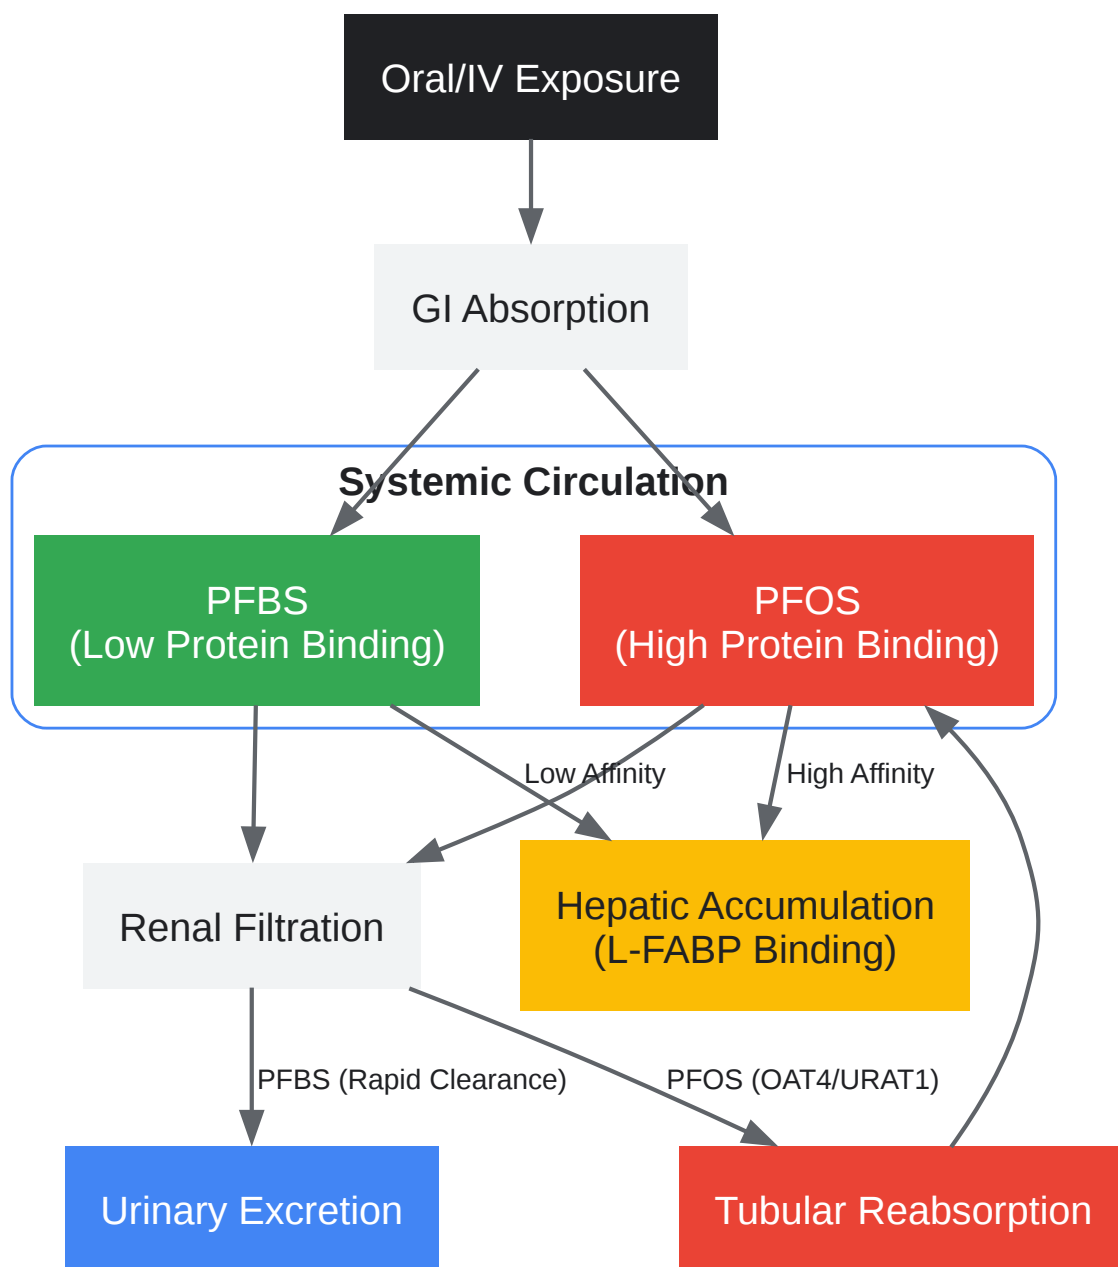 Oral/IV Exposure
GI Absorption
Systemic Circulation
PFBS
(Low Protein Binding)
PFOS
(High Protein Binding)
Low Affinity
High Affinity
Renal Filtration
Hepatic Accumulation
(L-FABP Binding)
PFBS (Rapid Clearance)
PFOS (OAT4/URAT1)
Urinary Excretion
Tubular Reabsorption